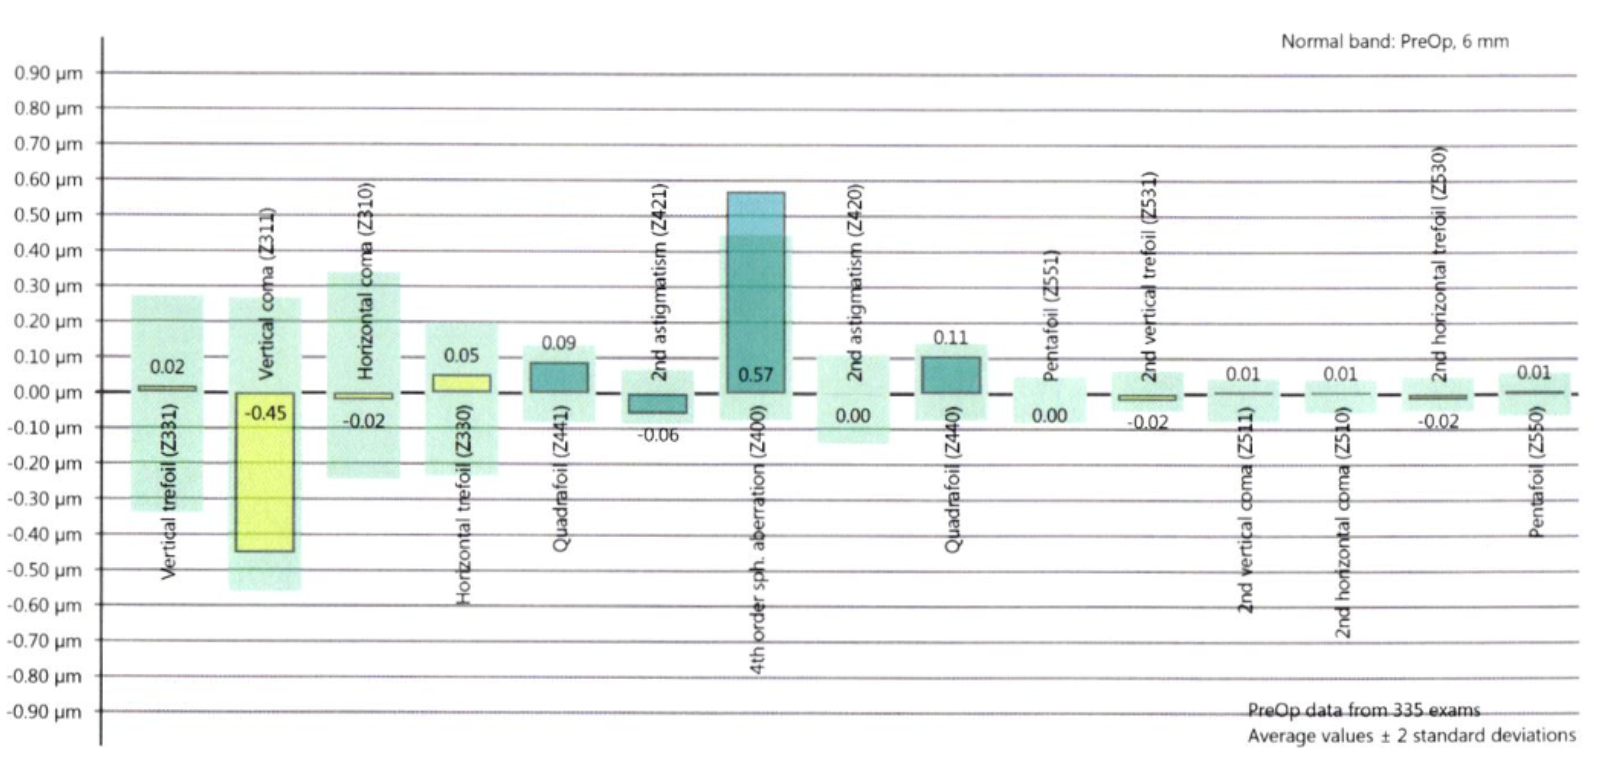 Normal band: PreOp, 6 mm
0.90 µm
0.80 µm
0.70 µm
0.60 µm
0.50 µm
0.40 µm
0.30 µm
0.20 µm
0.10 µm
0.00 µm
-0.10 µm
-0.20 µm
-0.30 µm
-0.40 µm
-0.50 µm
-0.60 µm
-0.70 µm
-0.80 µm
-0.90 µm
0.02
Vertical trefoil (Z331)
Vertical coma (Z311)
-0.45
Horizontal coma (Z310)
-0.02
0.05
Horizontal trefoil (Z330)
0.09
Quadrafoil (Z441)
2nd astigmatism (Z421)
-0.06
0.57
4th order sph. aberration (Z400)
2nd astigmatism (Z420)
0.00
0.11
Quadrafoil (Z440)
Pentafoil (Z551)
0.00
2nd vertical trefoil (Z531)
-0.02
0.01
2nd vertical coma (Z511)
0.01
2nd horizontal coma (Z510)
2nd horizontal trefoil (Z530)
-0.02
0.01
Pentafoil (Z550)
PreOp data from 335 exams
Average values ± 2 standard deviations